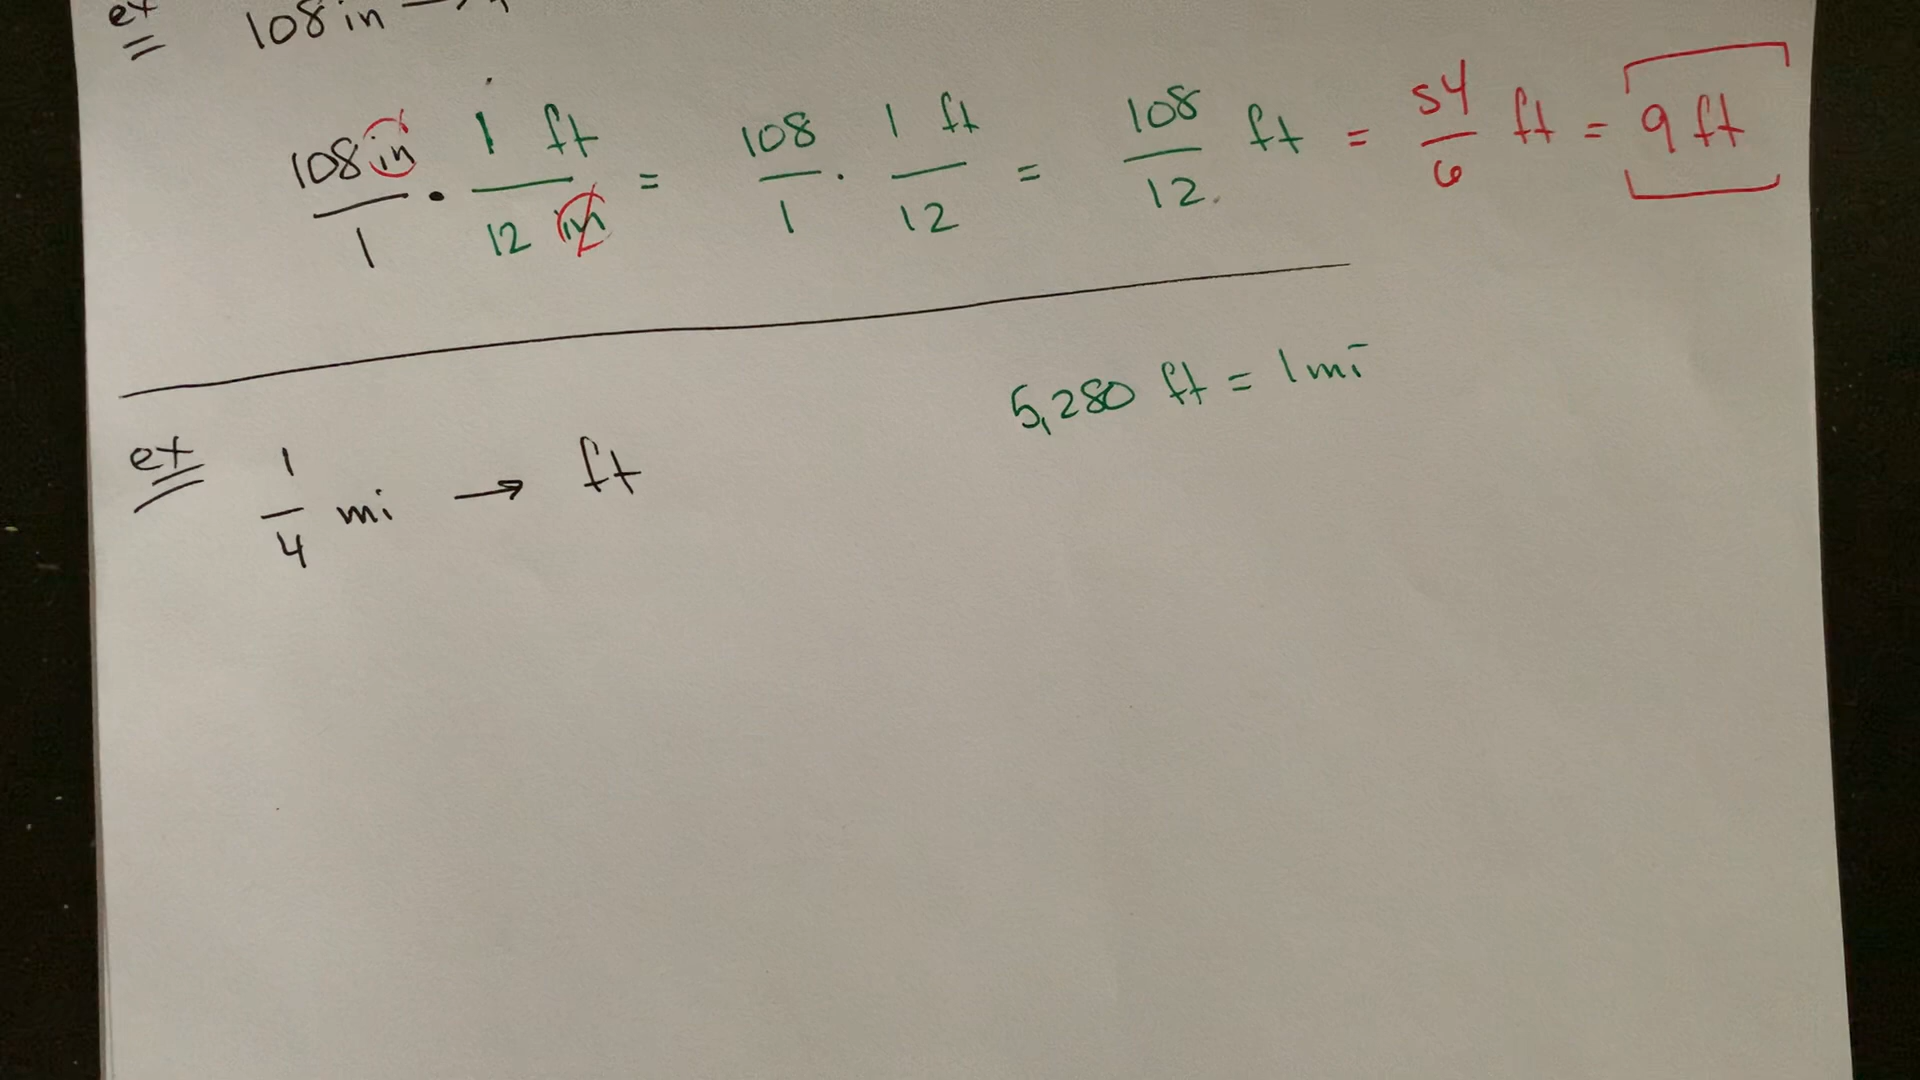 ex 108 in →
108 in / 1 · 1 ft / 12 in = 108 / 1 · 1 ft / 12 = 108 / 12 ft = 54 / 6 ft = 9 ft
5,280 ft = 1 mi
ex 1/4 mi → ft